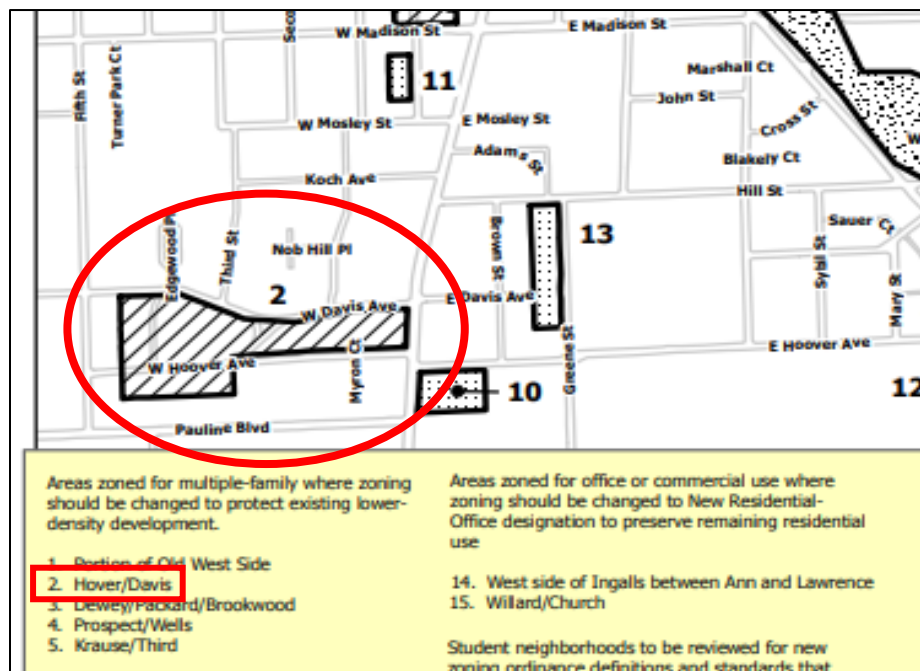 W Madison St
E Madison St
Marshall Ct
Fifth St
Turner Park Ct
11
John St
Cross St
W Mosley St
E Mosley St
Adams St
Blakely Ct
Koch Ave
Hill St
Edgewood Pl
Third St
Nob Hill Pl
Brown St
13
Sauer Ct
Sybil St
Mary St
2
W Davis Ave
E Davis Ave
W Hoover Ave
Myron Ct
Greene St
E Hoover Ave
10
12
Pauline Blvd
Areas zoned for multiple-family where zoning
should be changed to protect existing lower-
density development.
1. Portion of Old West Side
2. Hover/Davis
3. Dewey/Packard/Brookwood
4. Prospect/Wells
5. Krause/Third
Areas zoned for office or commercial use where
zoning should be changed to New Residential-
Office designation to preserve remaining residential
use
14. West side of Ingalls between Ann and Lawrence
15. Willard/Church
Student neighborhoods to be reviewed for new
zoning ordinance definitions and standards that